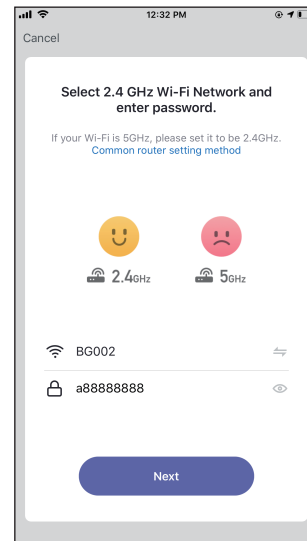 12:32 PM
Cancel
Select 2.4 GHz Wi-Fi Network and
enter password.
If your Wi-Fi is 5GHz, please set it to be 2.4GHz.
Common router setting method
2.4GHz 5GHz
BG002
a88888888
Next